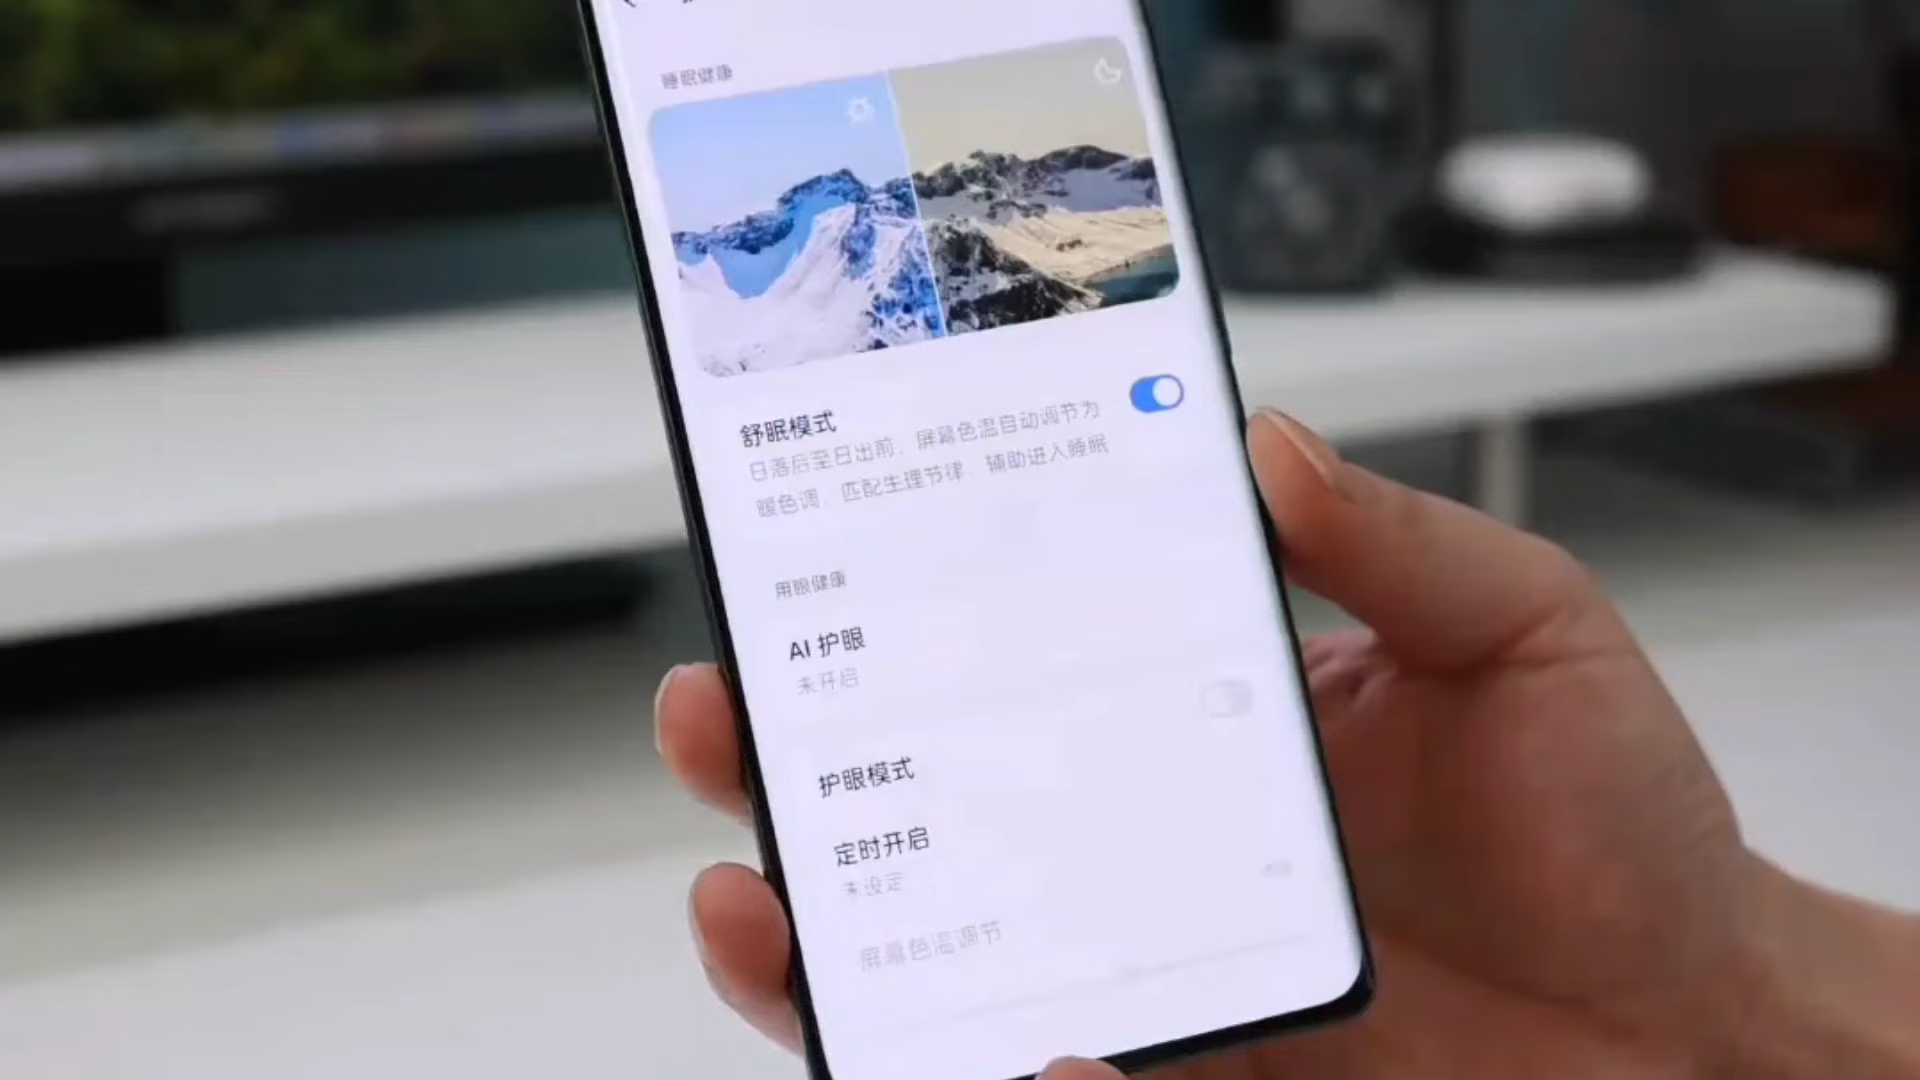 睡眠健康
舒眠模式
日落后至日出前，屏幕色温自动调节为
暖色调，匹配生理节律，辅助进入睡眠
用眼健康
AI 护眼
未开启
护眼模式
定时开启
未设定
屏幕色温调节